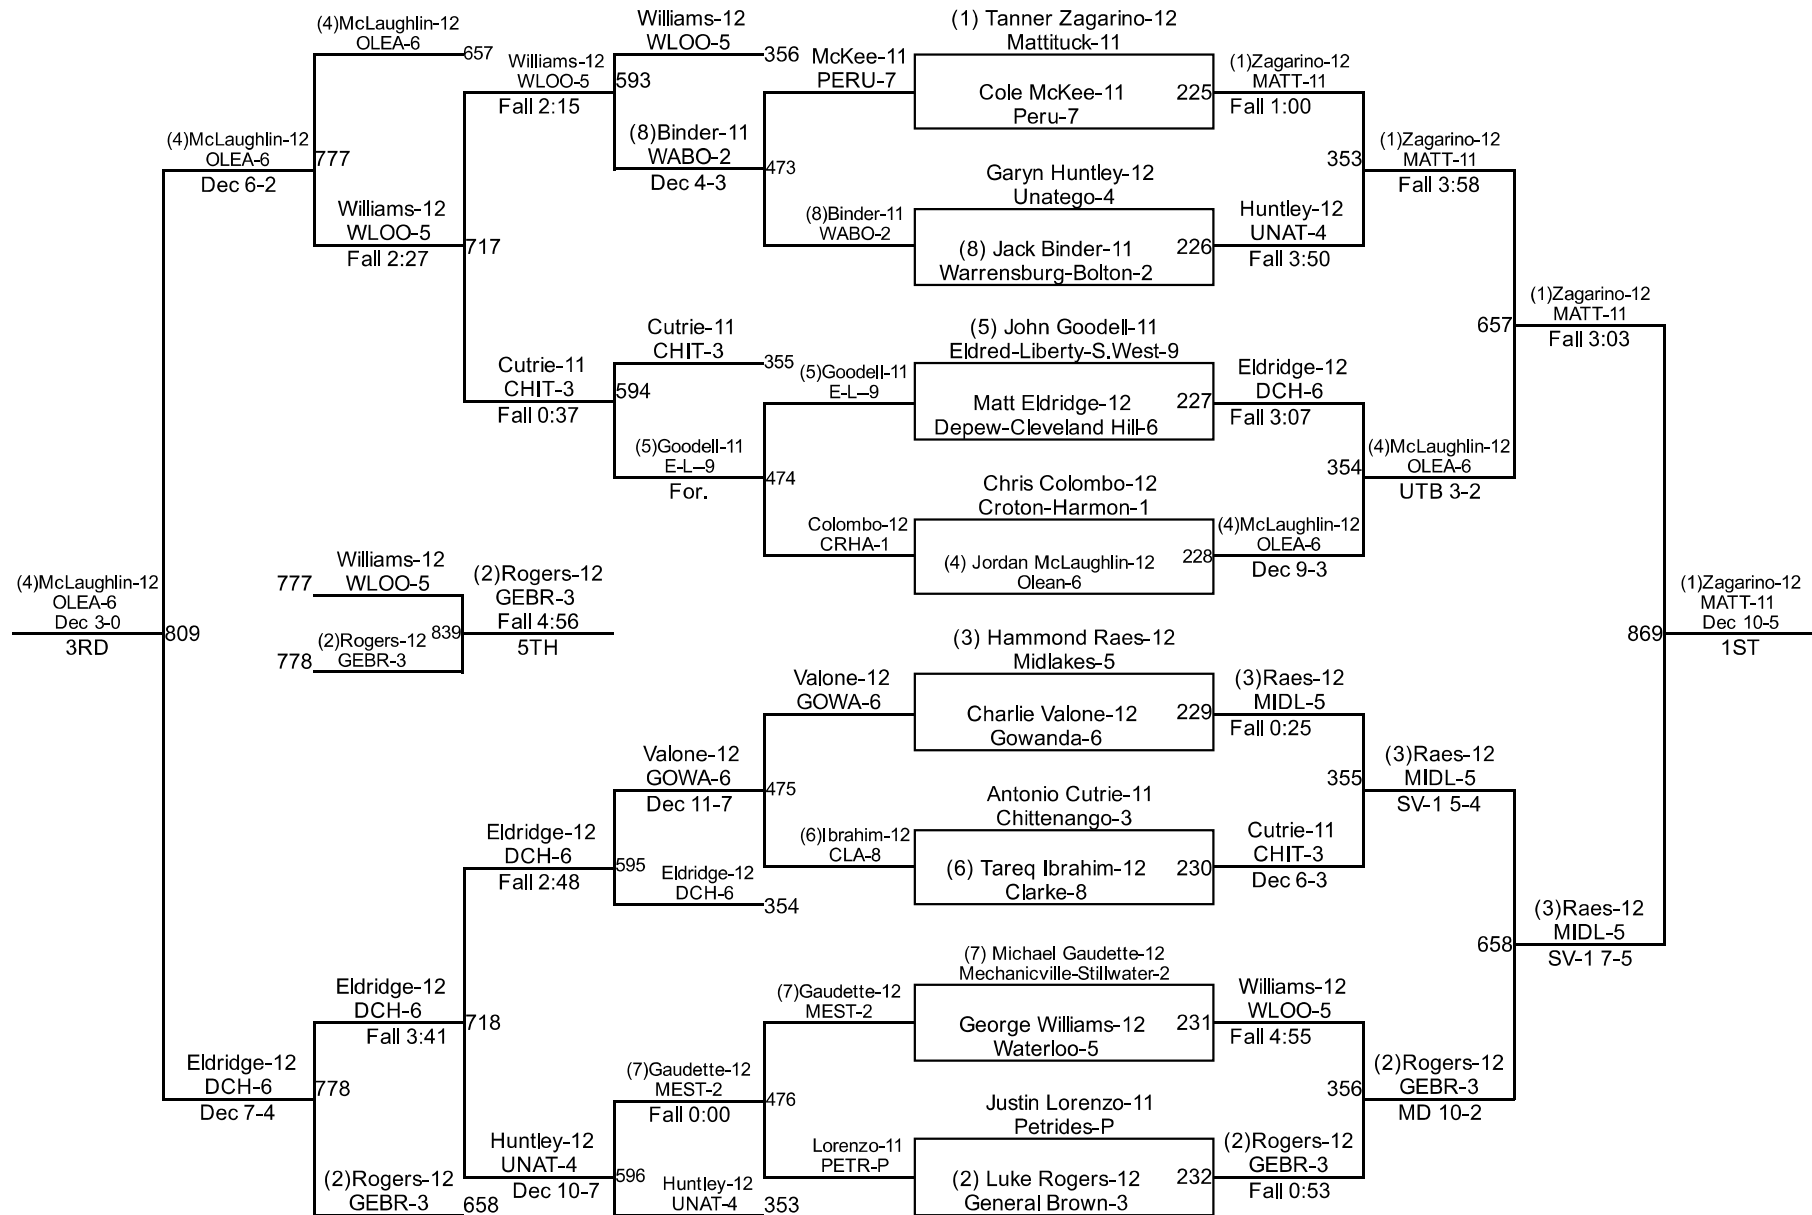 (4)McLaughlin-12
OLEA-6
657
Williams-12
WLOO-5
Fall 2:15
593
Williams-12
WLOO-5
356
(8)Binder-11
WABO-2
Dec 4-3
473
McKee-11
PERU-7
(8)Binder-11
WABO-2
(1) Tanner Zagarino-12
Mattituck-11
Cole McKee-11
Peru-7
225
(1)Zagarino-12
MATT-11
Fall 1:00
Garyn Huntley-12
Unatego-4
(8) Jack Binder-11
Warrensburg-Bolton-2
226
Huntley-12
UNAT-4
Fall 3:50
353
(1)Zagarino-12
MATT-11
Fall 3:58
(4)McLaughlin-12
OLEA-6
Dec 6-2
777
Williams-12
WLOO-5
Fall 2:27
717
Cutrie-11
CHIT-3
Fall 0:37
594
Cutrie-11
CHIT-3
355
(5)Goodell-11
E-L--9
For.
474
(5)Goodell-11
E-L--9
Colombo-12
CRHA-1
(5) John Goodell-11
Eldred-Liberty-S.West-9
Matt Eldridge-12
Depew-Cleveland Hill-6
227
Eldridge-12
DCH-6
Fall 3:07
Chris Colombo-12
Croton-Harmon-1
(4) Jordan McLaughlin-12
Olean-6
228
(4)McLaughlin-12
OLEA-6
Dec 9-3
354
(4)McLaughlin-12
OLEA-6
UTB 3-2
657
(1)Zagarino-12
MATT-11
Fall 3:03
(4)McLaughlin-12
OLEA-6
Dec 3-0
3RD
809
777
Williams-12
WLOO-5
778
(2)Rogers-12
GEBR-3
839
(2)Rogers-12
GEBR-3
Fall 4:56
5TH
869
(1)Zagarino-12
MATT-11
Dec 10-5
1ST
Valone-12
GOWA-6
Dec 11-7
475
Valone-12
GOWA-6
(6)Ibrahim-12
CLA-8
(3) Hammond Raes-12
Midlakes-5
Charlie Valone-12
Gowanda-6
229
(3)Raes-12
MIDL-5
Fall 0:25
Antonio Cutrie-11
Chittenango-3
(6) Tareq Ibrahim-12
Clarke-8
230
Cutrie-11
CHIT-3
Dec 6-3
355
(3)Raes-12
MIDL-5
SV-1 5-4
Eldridge-12
DCH-6
Fall 2:48
595
Eldridge-12
DCH-6
354
Eldridge-12
DCH-6
Fall 3:41
718
Eldridge-12
DCH-6
Dec 7-4
778
(2)Rogers-12
GEBR-3
658
Huntley-12
UNAT-4
Dec 10-7
596
(7)Gaudette-12
MEST-2
Fall 0:00
476
Huntley-12
UNAT-4
353
(7)Gaudette-12
MEST-2
Lorenzo-11
PETR-P
(7) Michael Gaudette-12
Mechanicville-Stillwater-2
George Williams-12
Waterloo-5
231
Williams-12
WLOO-5
Fall 4:55
Justin Lorenzo-11
Petrides-P
(2) Luke Rogers-12
General Brown-3
232
(2)Rogers-12
GEBR-3
Fall 0:53
356
(2)Rogers-12
GEBR-3
MD 10-2
658
(3)Raes-12
MIDL-5
SV-1 7-5